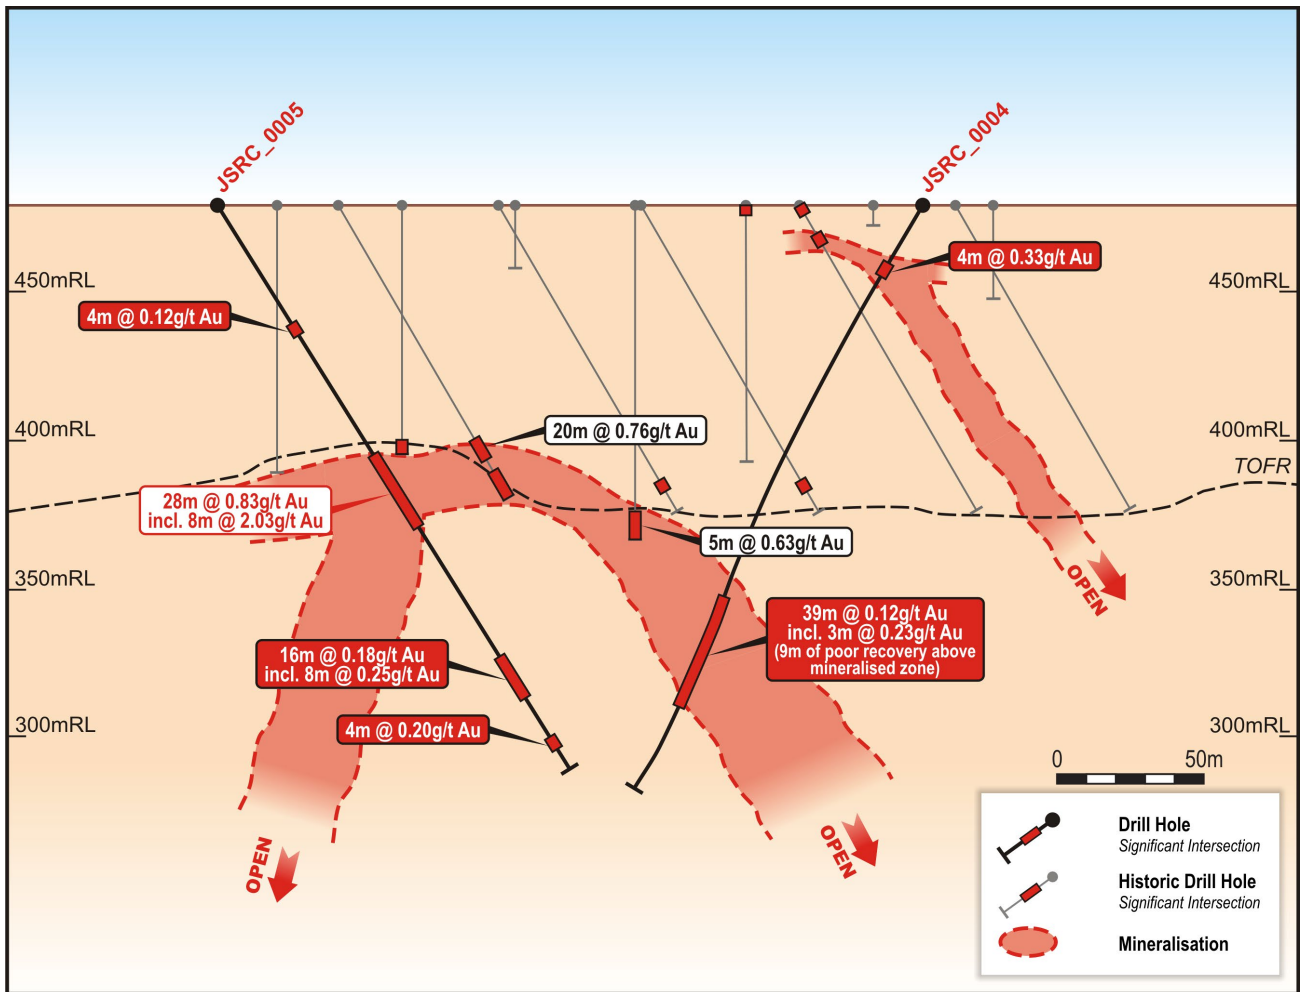 JSRC_0005
JSRC_0004
4m @ 0.33g/t Au
450mRL
450mRL
4m @ 0.12g/t Au
400mRL
20m @ 0.76g/t Au
400mRL
TOFR
28m @ 0.83g/t Au
incl. 8m @ 2.03g/t Au
5m @ 0.63g/t Au
350mRL
350mRL
OPEN
39m @ 0.12g/t Au
incl. 3m @ 0.23g/t Au
(9m of poor recovery above
mineralised zone)
16m @ 0.18g/t Au
incl. 8m @ 0.25g/t Au
300mRL
4m @ 0.20g/t Au
300mRL
0 50m
OPEN
OPEN
Drill Hole
Significant Intersection
Historic Drill Hole
Significant Intersection
Mineralisation